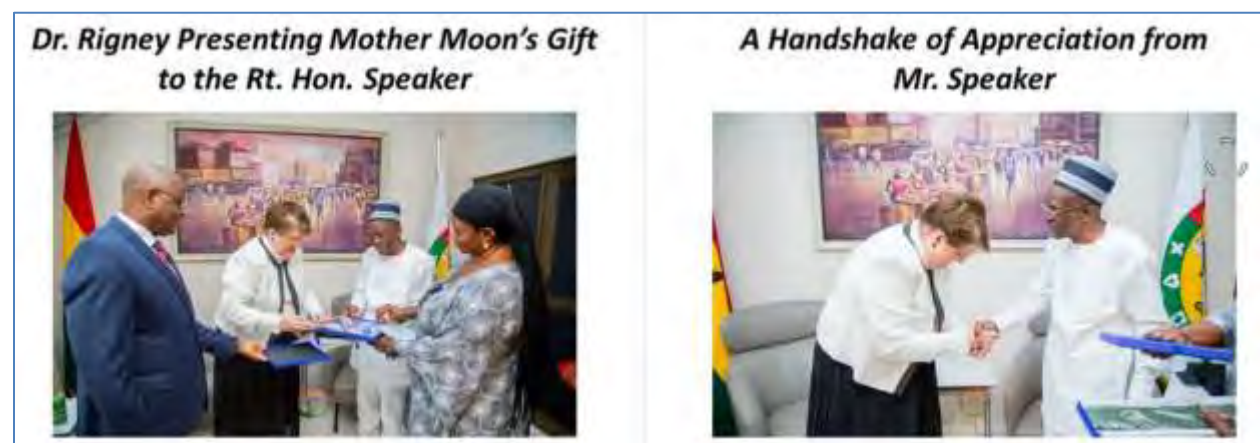 Dr. Rigney Presenting Mother Moon's Gift
to the Rt. Hon. Speaker
A Handshake of Appreciation from
Mr. Speaker